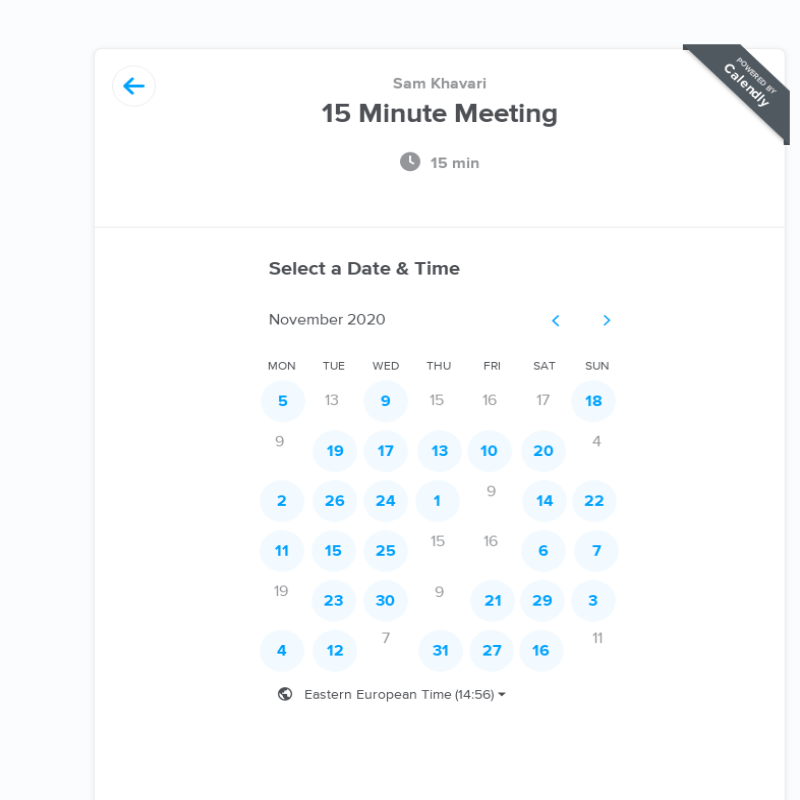 Sam Khavari
15 Minute Meeting
15 min
POWERED BY
Calendly
Select a Date & Time
November 2020
MON TUE WED THU FRI SAT SUN
5 13 9 15 16 17 18
9 19 17 13 10 20 4
2 26 24 1 9 14 22
11 15 25 15 16 6 7
19 23 30 9 21 29 3
4 12 7 31 27 16 11
Eastern European Time (14:56)